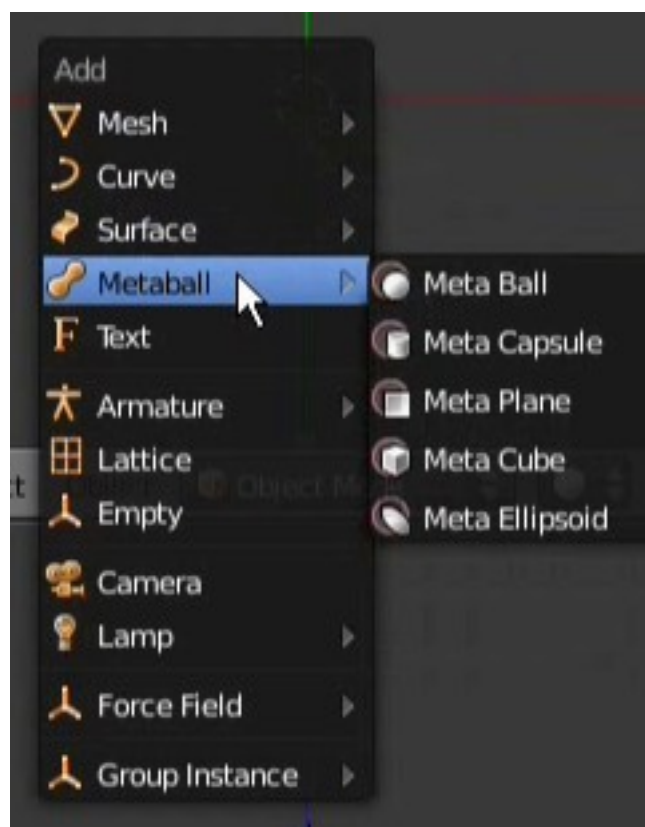 Add
Mesh
Curve
Surface
Metaball
Text
Armature
Lattice
Empty
Camera
Lamp
Force Field
Group Instance
Meta Ball
Meta Capsule
Meta Plane
Meta Cube
Meta Ellipsoid
Object M